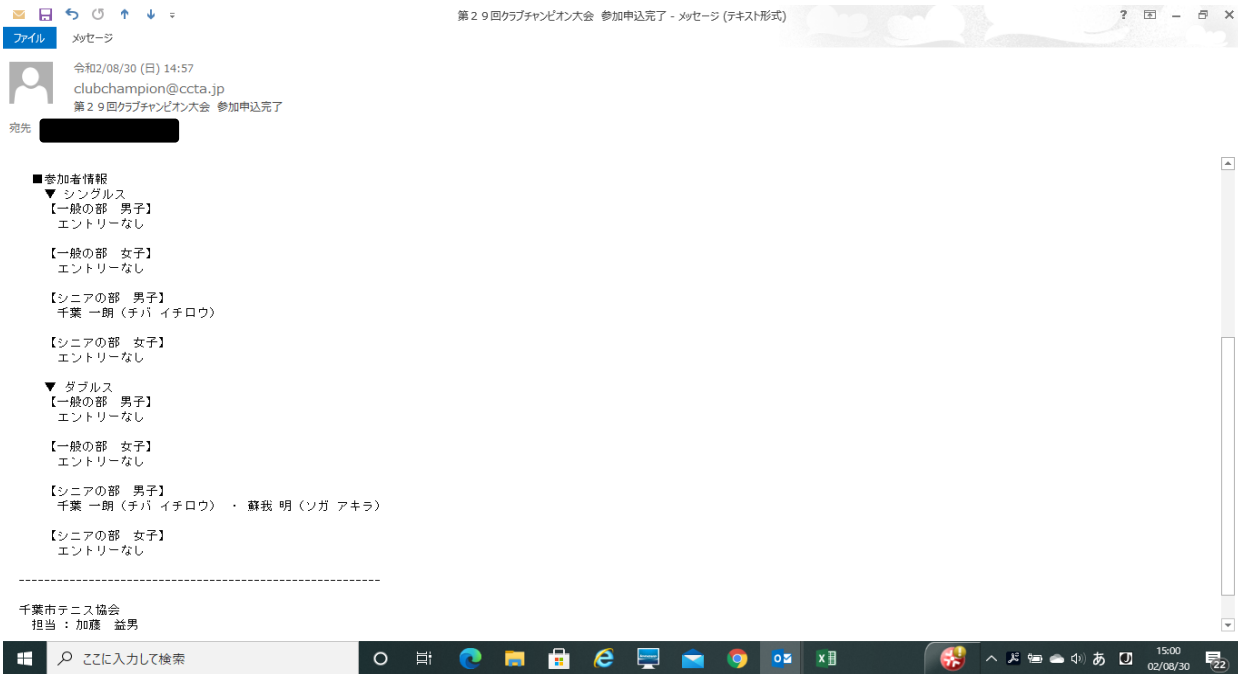 第２９回クラブチャンピオン大会 参加申込完了 - メッセージ (テキスト形式)
ファイル メッセージ
令和2/08/30 (日) 14:57
clubchampion@ccta.jp
第２９回クラブチャンピオン大会 参加申込完了
宛先
■参加者情報
▼ シングルス
【一般の部 男子】
エントリーなし
【一般の部 女子】
エントリーなし
【シニアの部 男子】
千葉 一朗（チバ イチロウ）
【シニアの部 女子】
エントリーなし
▼ ダブルス
【一般の部 男子】
エントリーなし
【一般の部 女子】
エントリーなし
【シニアの部 男子】
千葉 一朗（チバ イチロウ） ・ 蘇我 明（ソガ アキラ）
【シニアの部 女子】
エントリーなし
---------------------------------------------------------
千葉市テニス協会
担当 : 加藤 益男
ここに入力して検索
あ
15:00
02/08/30
22